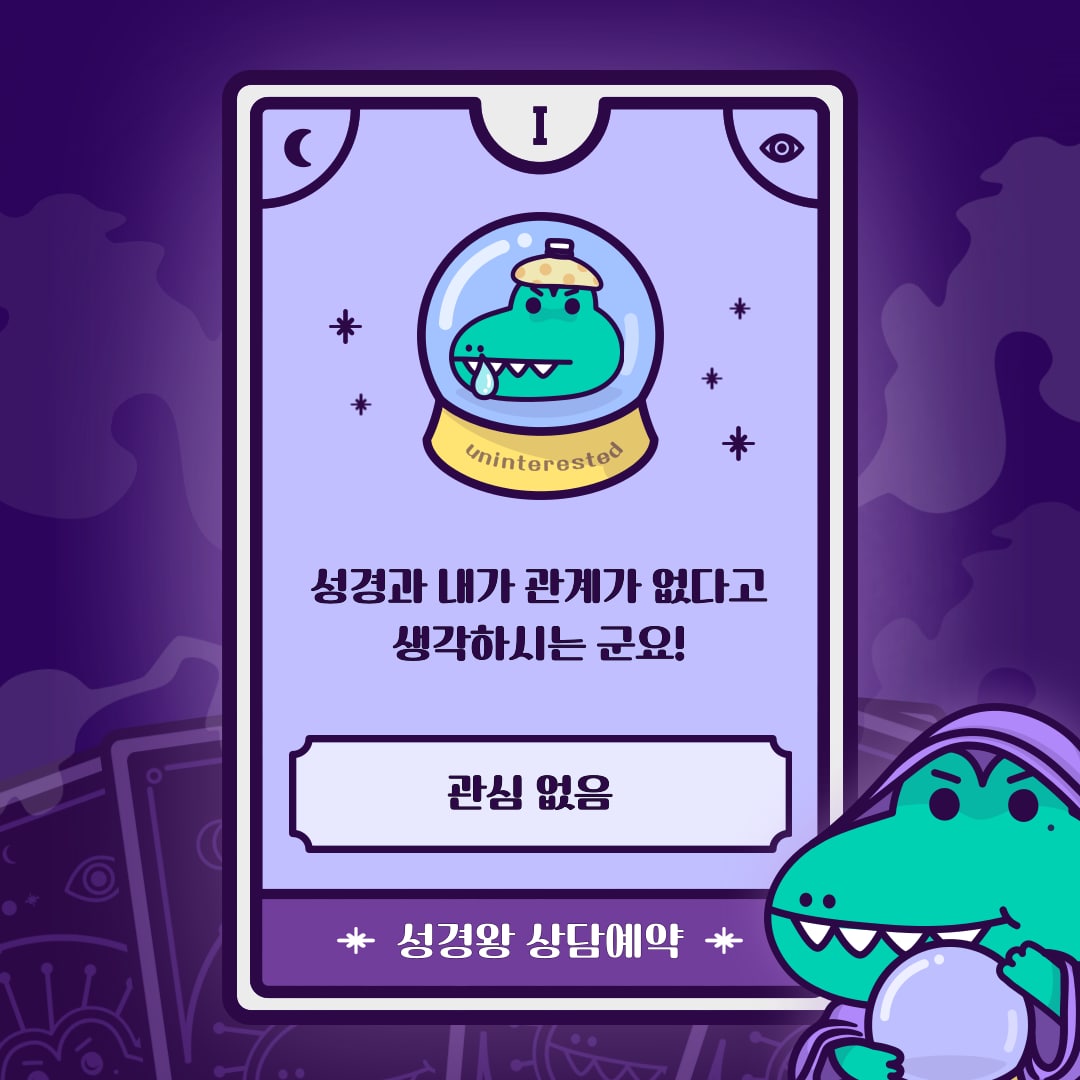 I
uninterested
성경과 내가 관계가 없다고
생각하시는 군요!
관심 없음
성경왕 상담예약